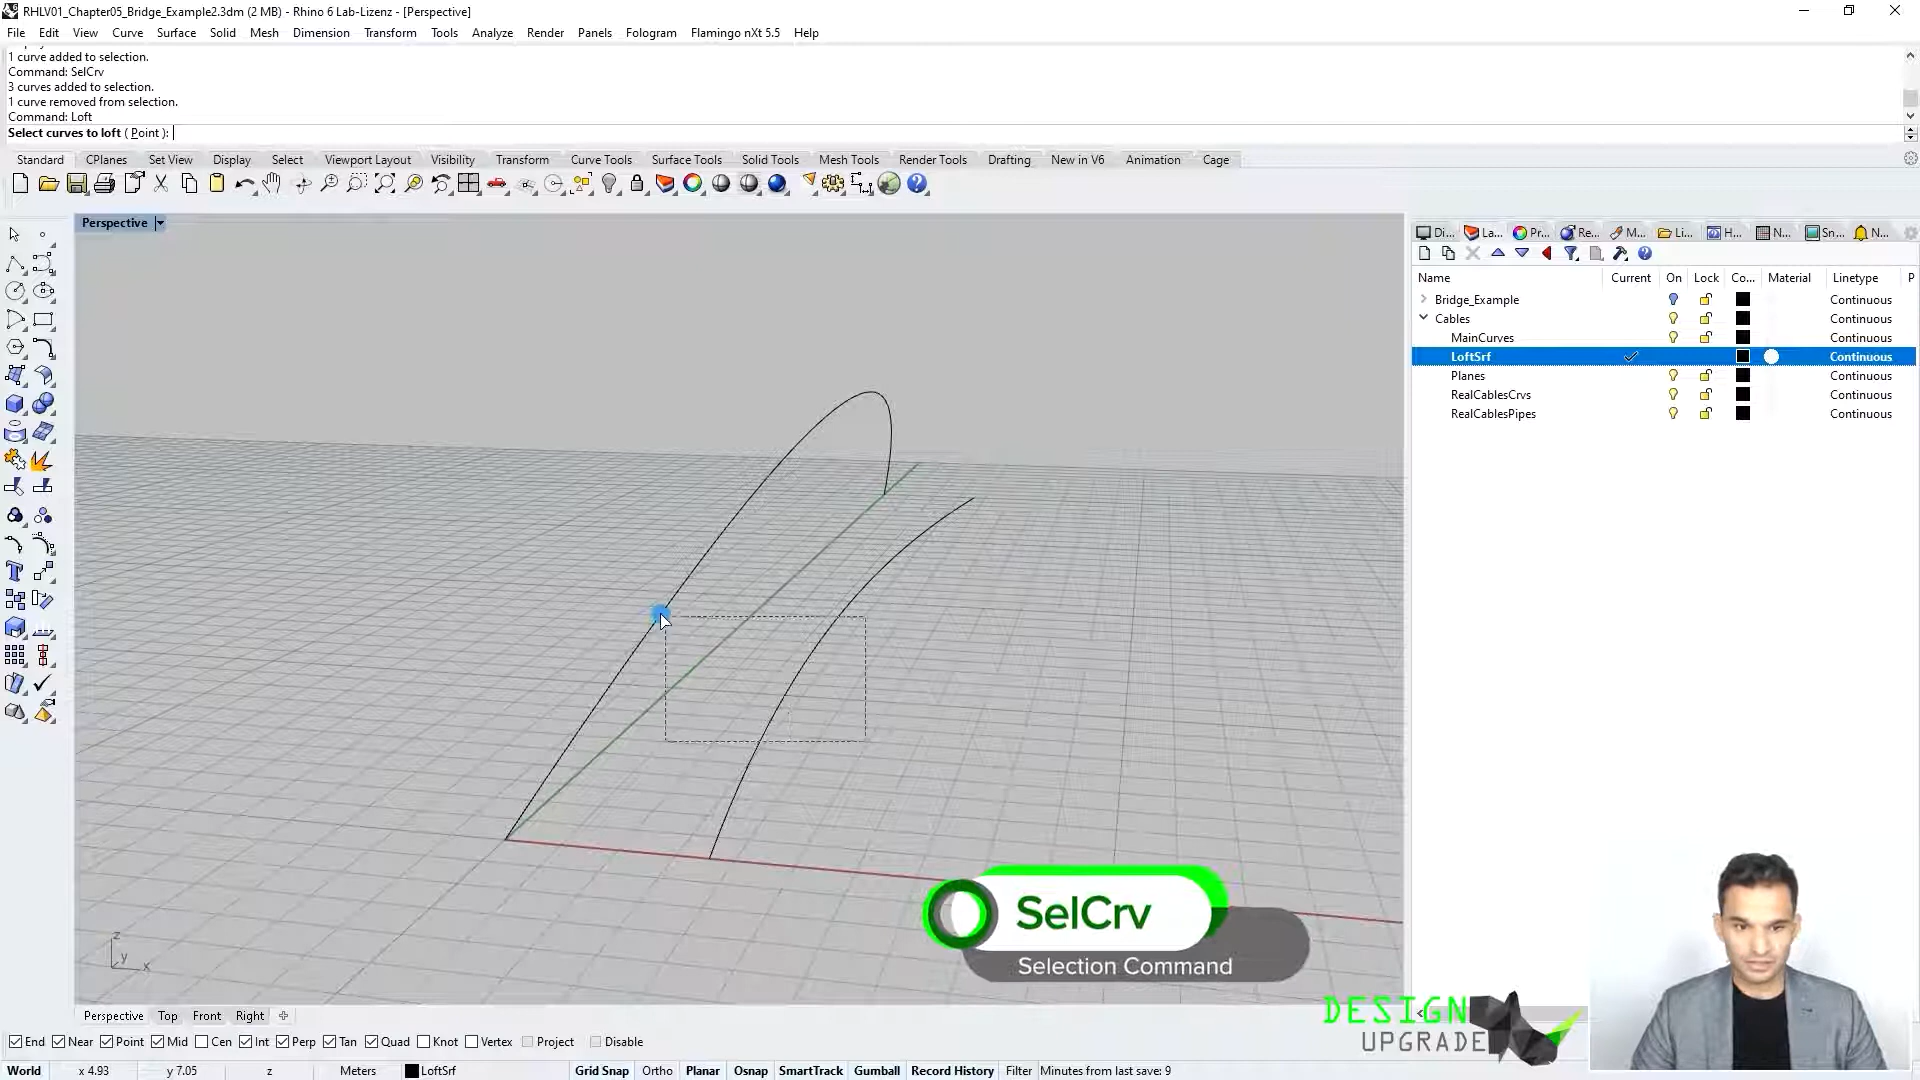 RHLV01_Chapter05_Bridge_Example2.3dm (2 MB) - Rhino 6 Lab-Lizenz - [Perspective]
File Edit View Curve Surface Solid Mesh Dimension Transform Tools Analyze Render Panels Fologram Flamingo nXt 5.5 Help
1 curve added to selection.
Command: SelCrv
3 curves added to selection.
1 curve removed from selection.
Command: Loft
Select curves to loft ( Point ):
Standard CPlanes Set View Display Select Viewport Layout Visibility Transform Curve Tools Surface Tools Solid Tools Mesh Tools Render Tools Drafting New in V6 Animation Cage
Perspective
Di... La... Pr... Re... M... Li... H... N... Sn... N...
Name Current On Lock Co... Material Linetype P
Bridge_Example Continuous
Cables Continuous
MainCurves Continuous
LoftSrf Continuous
Planes Continuous
RealCablesCrvs Continuous
RealCablesPipes Continuous
z
y x
SelCrv
Selection Command
DESIGN
UPGRADE
Perspective Top Front Right
End Near Point Mid Cen Int Perp Tan Quad Knot Vertex Project Disable
World x 4.93 y 7.05 z Meters LoftSrf Grid Snap Ortho Planar Osnap SmartTrack Gumball Record History Filter Minutes from last save: 9